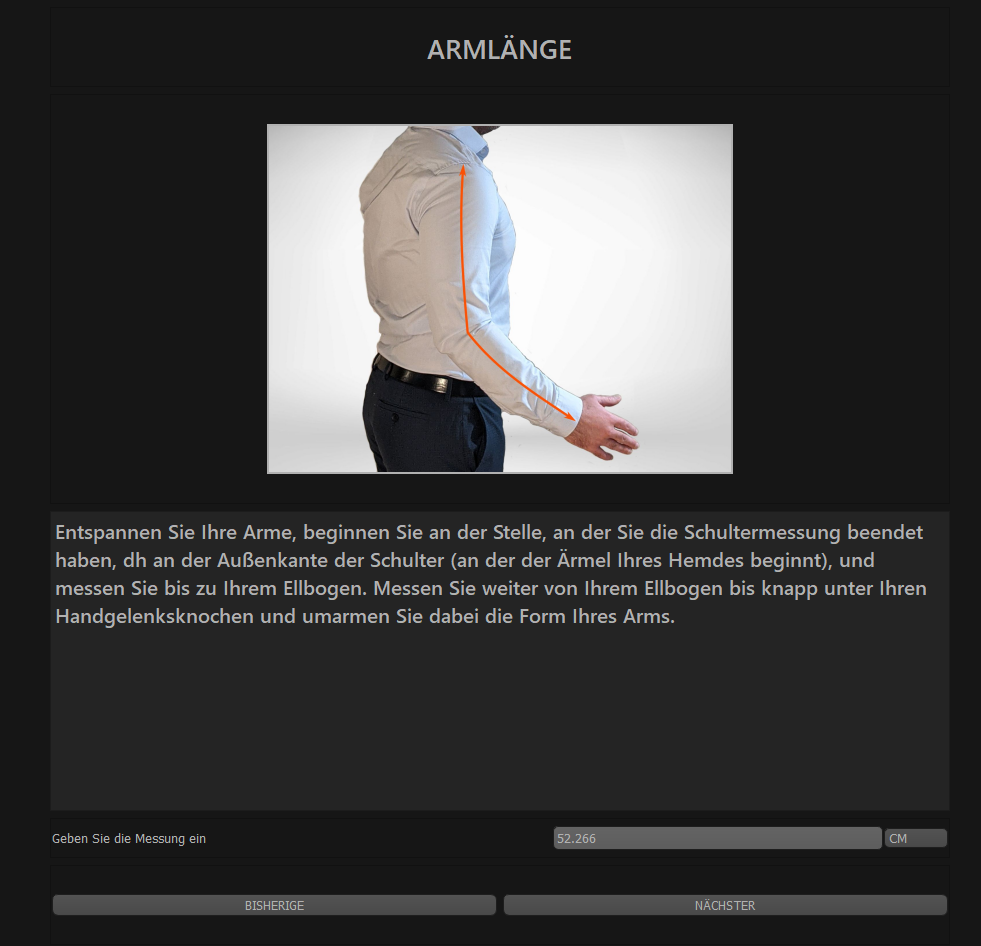 ARMLÄNGE
Entspannen Sie Ihre Arme, beginnen Sie an der Stelle, an der Sie die Schultermessung beendet
haben, dh an der Außenkante der Schulter (an der der Ärmel Ihres Hemdes beginnt), und
messen Sie bis zu Ihrem Ellbogen. Messen Sie weiter von Ihrem Ellbogen bis knapp unter Ihren
Handgelenksknochen und umarmen Sie dabei die Form Ihres Arms.
Geben Sie die Messung ein 52.266 CM
BISHERIGE NÄCHSTER